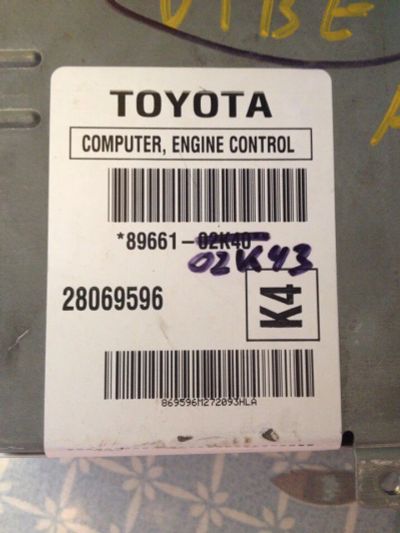 VIBE
TOYOTA
COMPUTER, ENGINE CONTROL
*89661-02K40
02K43
28069596
K4
869596M272093HLA